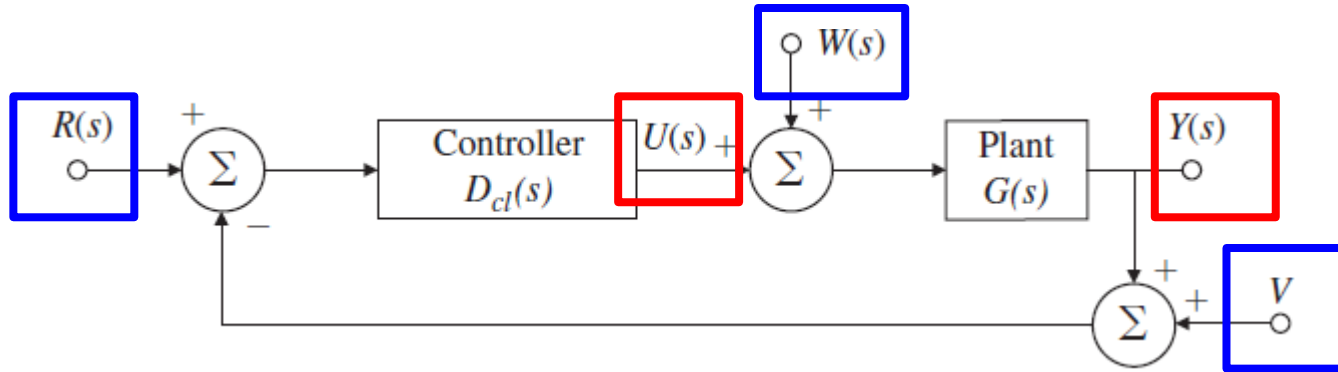 W(s)
R(s)
+
+
Σ
Controller
D_cl(s)
U(s)
+
Σ
Plant
G(s)
Y(s)
−
+
+
V
Σ